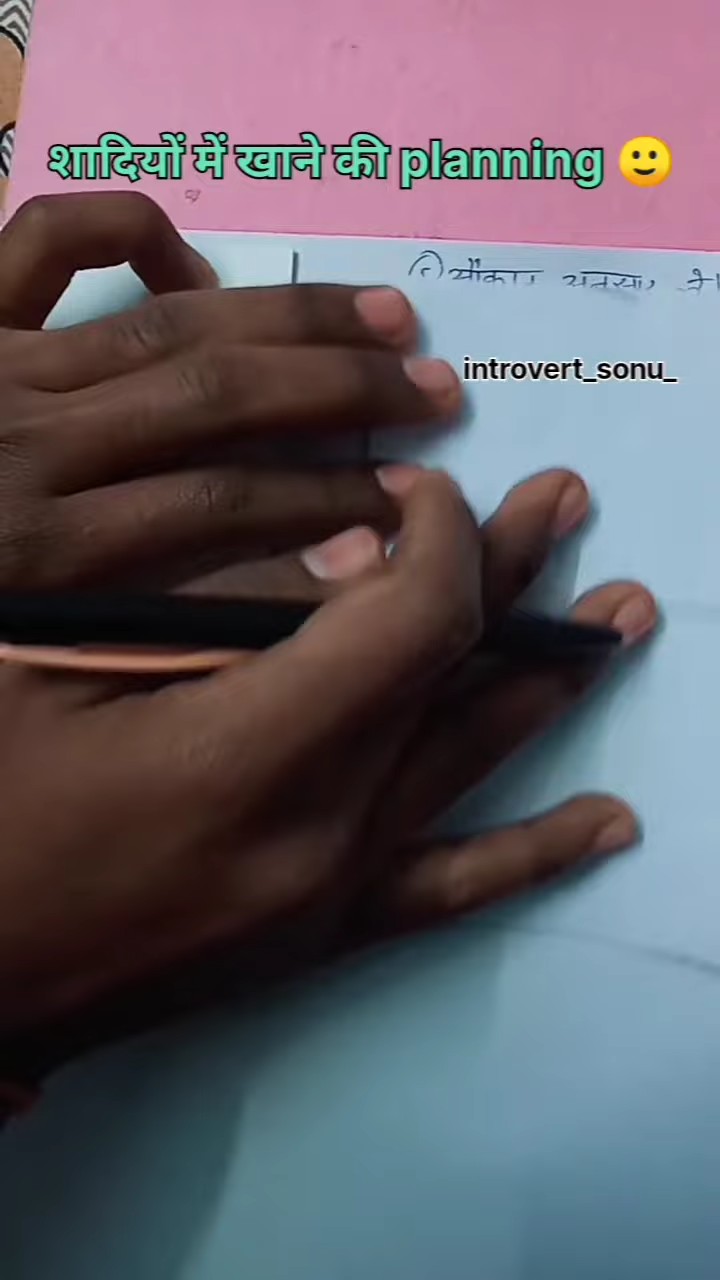 शादियों में खाने की planning 🙂
introvert_sonu_